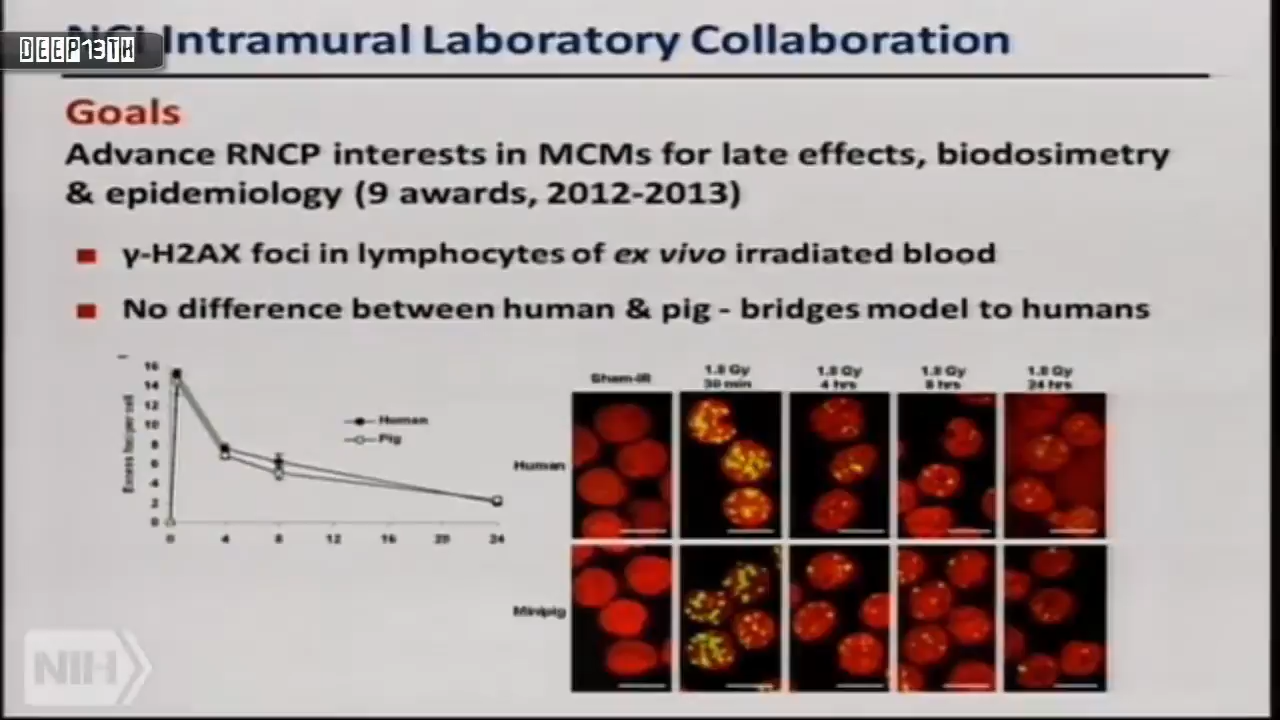 Intramural Laboratory Collaboration
DEEP13TH
Goals
Advance RNCP interests in MCMs for late effects, biodosimetry
& epidemiology (9 awards, 2012-2013)
γ-H2AX foci in lymphocytes of ex vivo irradiated blood
No difference between human & pig - bridges model to humans
16
14
12
10
8
6
4
2
0
Excess foci per cell
Human
Pig
0 4 8 12 16 20 24
Sham-IR
1.8 Gy
30 min
1.8 Gy
4 hrs
1.8 Gy
8 hrs
1.8 Gy
24 hrs
Human
Minipig
NIH